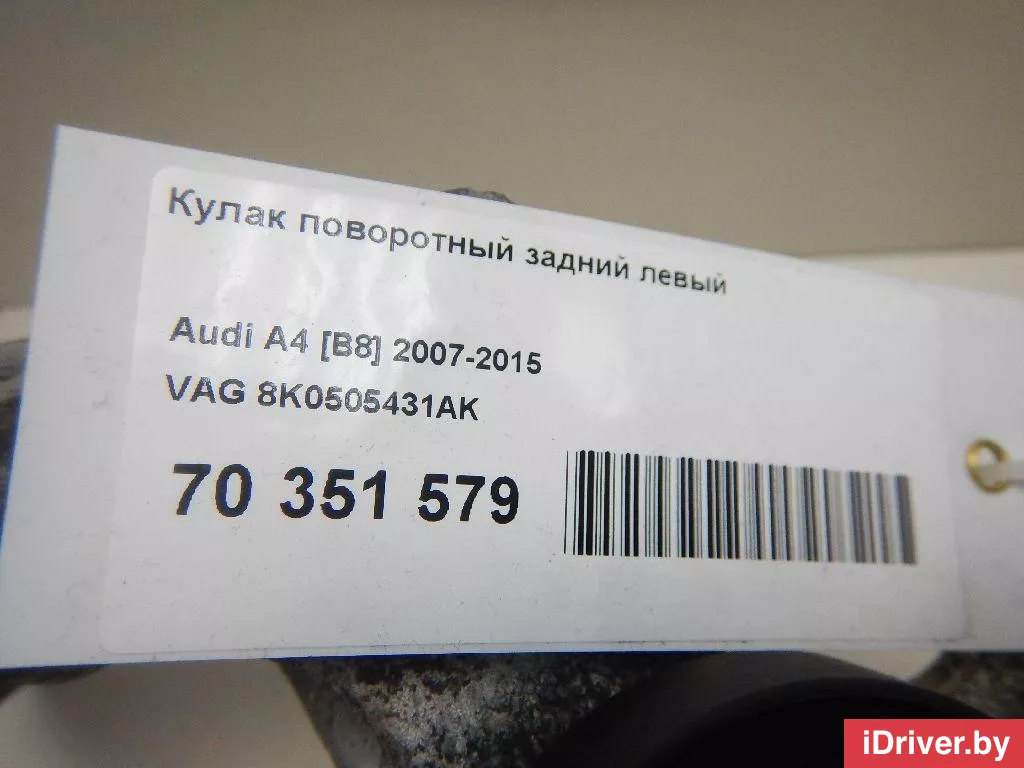 Кулак поворотный задний левый
Audi A4 [B8] 2007-2015
VAG 8K0505431AK
70 351 579
iDriver.by